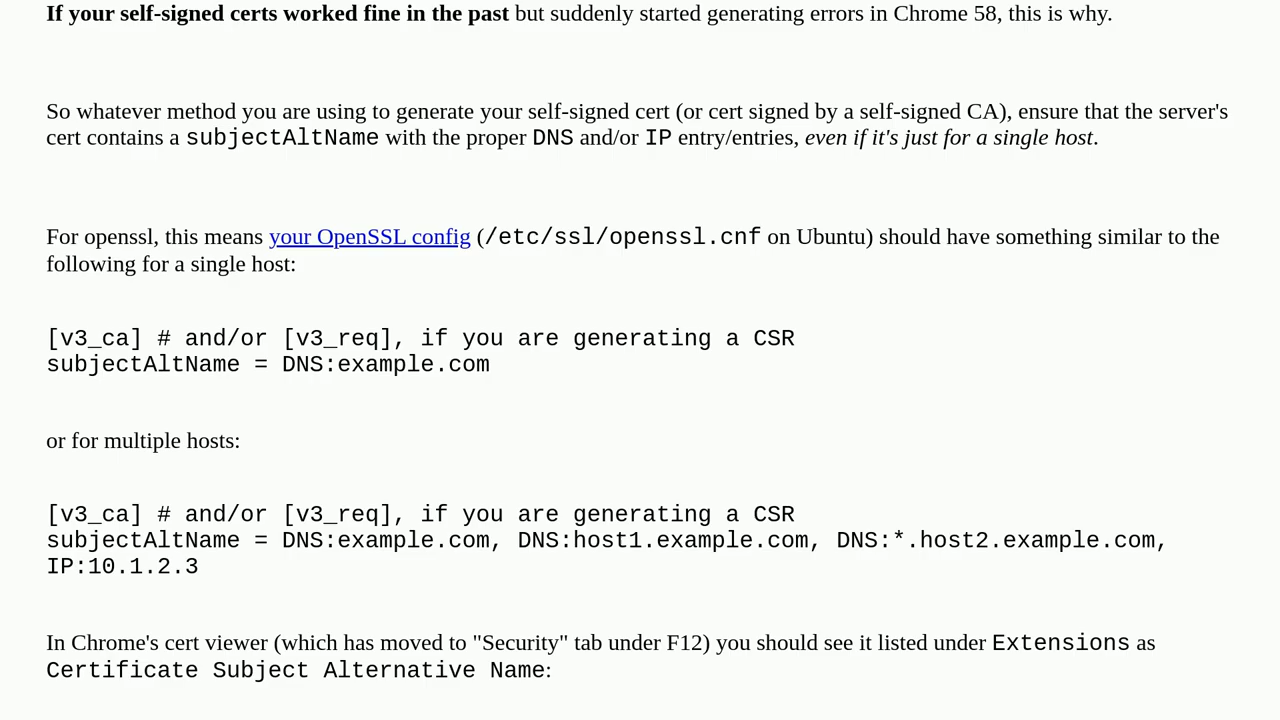 If your self-signed certs worked fine in the past but suddenly started generating errors in Chrome 58, this is why.
So whatever method you are using to generate your self-signed cert (or cert signed by a self-signed CA), ensure that the server's
cert contains a subjectAltName with the proper DNS and/or IP entry/entries, even if it's just for a single host.
For openssl, this means your OpenSSL config (/etc/ssl/openssl.cnf on Ubuntu) should have something similar to the
following for a single host:
[v3_ca] # and/or [v3_req], if you are generating a CSR
subjectAltName = DNS:example.com
or for multiple hosts:
[v3_ca] # and/or [v3_req], if you are generating a CSR
subjectAltName = DNS:example.com, DNS:host1.example.com, DNS:*.host2.example.com,
IP:10.1.2.3
In Chrome's cert viewer (which has moved to "Security" tab under F12) you should see it listed under Extensions as
Certificate Subject Alternative Name: